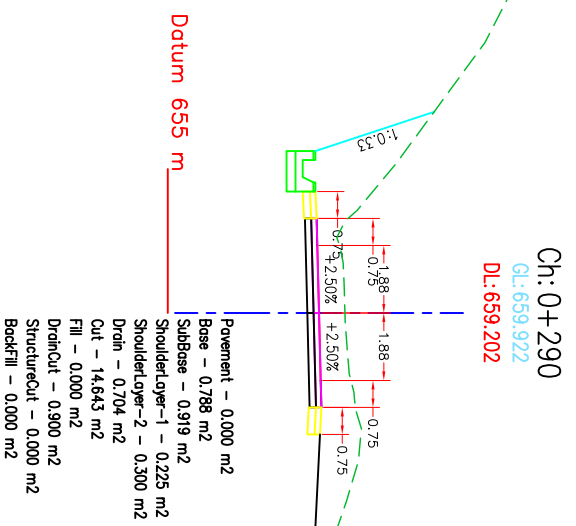 Ch: 0+290
GL: 659.922
DL: 659.202
1:0.33
0.75
0.75
1.88
1.88
0.75
0.75
+2.50%
+2.50%
Datum 655 m
Pavement - 0.000 m2
Base - 0.788 m2
SubBase - 0.919 m2
ShoulderLayer-1 - 0.225 m2
ShoulderLayer-2 - 0.300 m2
Drain - 0.704 m2
Cut - 14.643 m2
Fill - 0.000 m2
DrainCut - 0.900 m2
StructureCut - 0.000 m2
BackFill - 0.000 m2